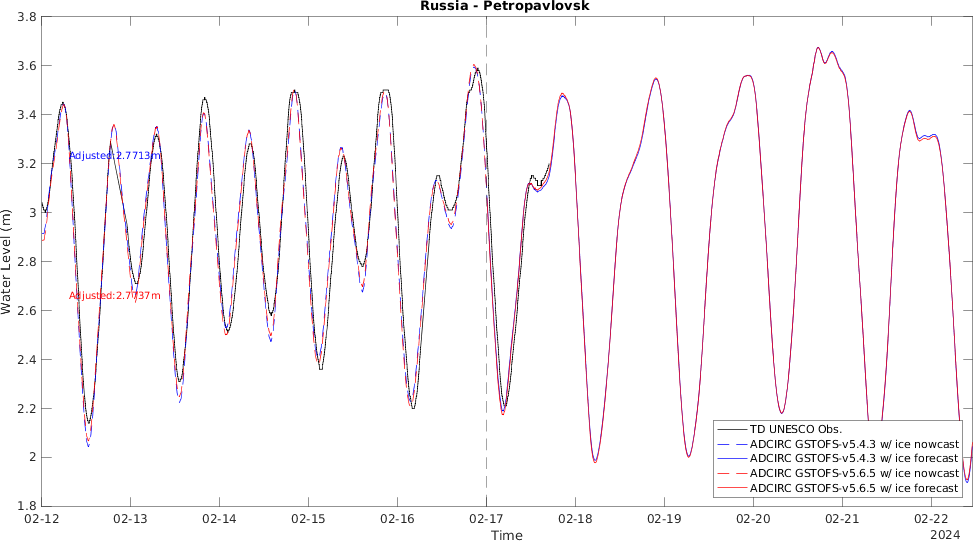 Russia - Petropavlovsk
3.8
3.6
3.4
3.2
3
2.8
2.6
2.4
2.2
2
1.8
Water Level (m)
Adjusted:2.7713m
Adjusted:2.7737m
TD UNESCO Obs.
ADCIRC GSTOFS-v5.4.3 w/ ice nowcast
ADCIRC GSTOFS-v5.4.3 w/ ice forecast
ADCIRC GSTOFS-v5.6.5 w/ ice nowcast
ADCIRC GSTOFS-v5.6.5 w/ ice forecast
02-12 02-13 02-14 02-15 02-16 02-17 02-18 02-19 02-20 02-21 02-22
Time 2024